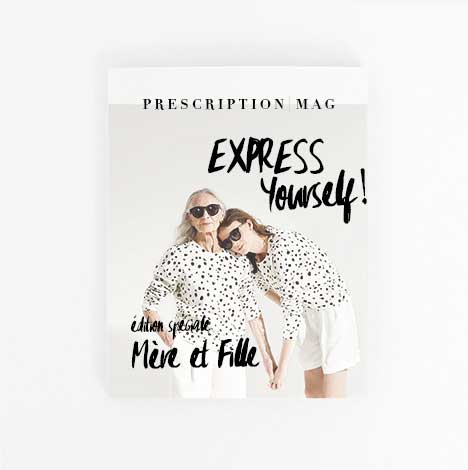 PRESCRIPTION|MAG
EXPRESS
Yourself!
édition spéciale
Mère et Fille